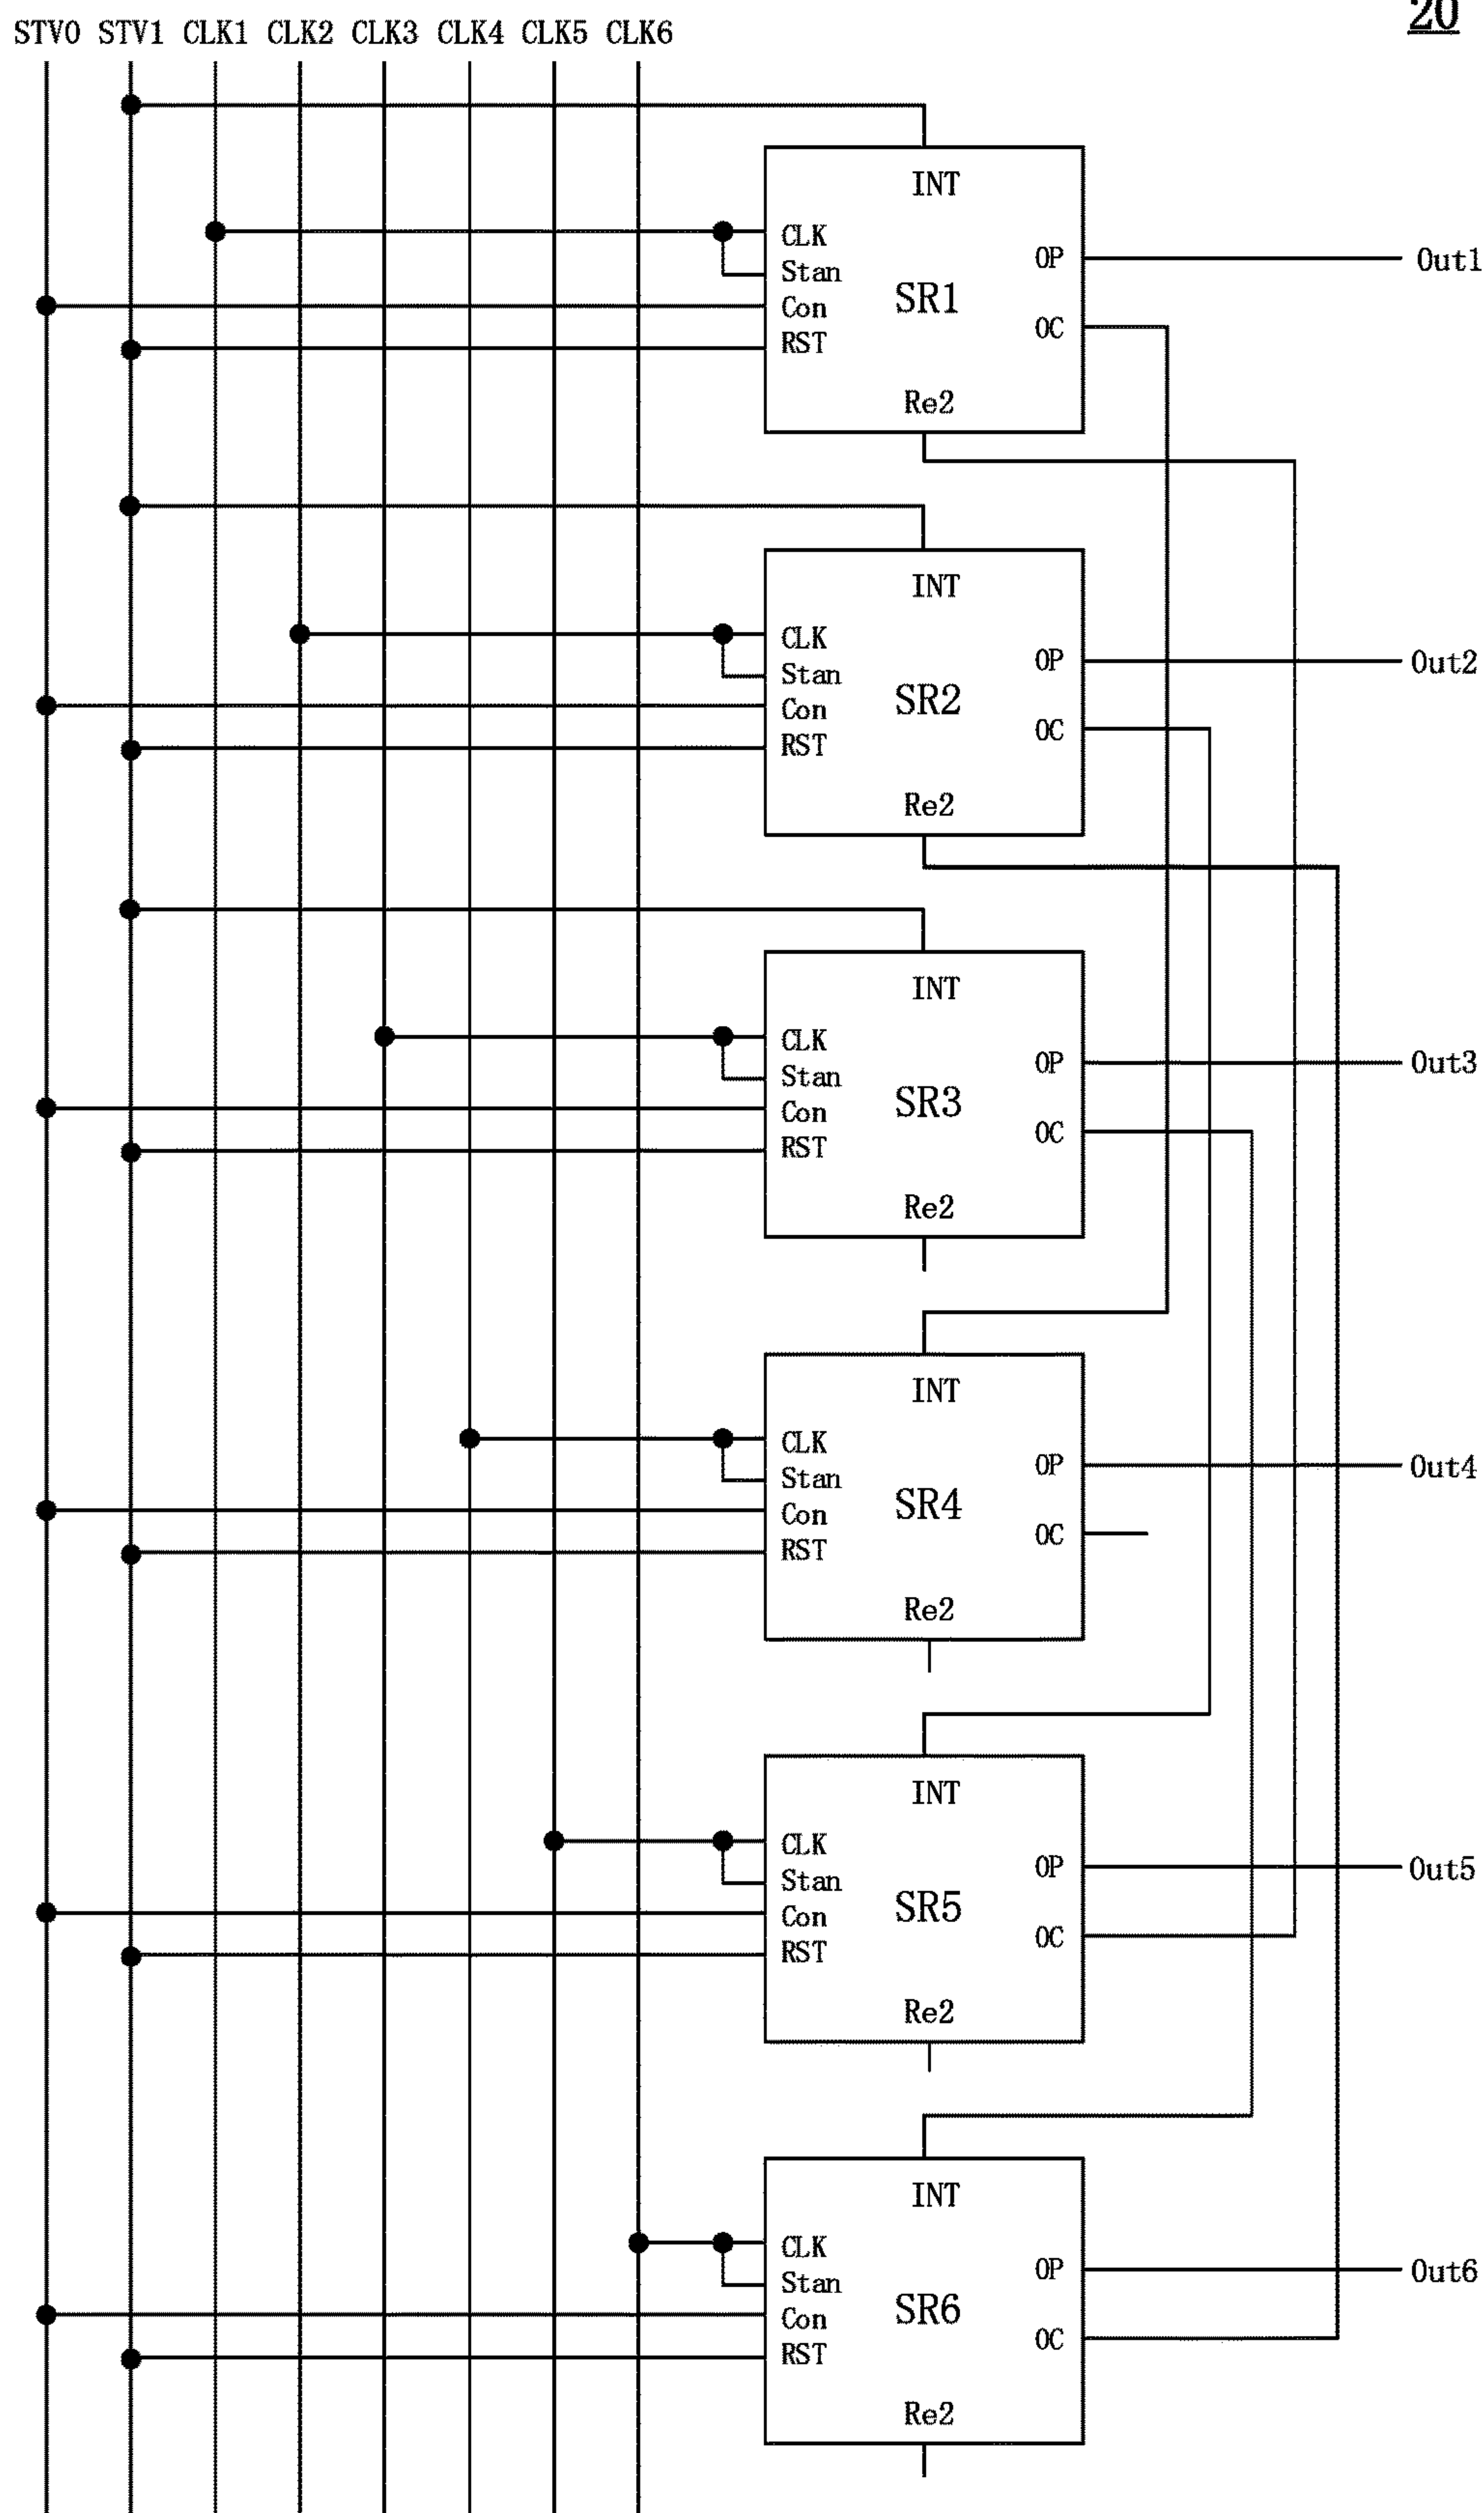 20
STV0 STV1 CLK1 CLK2 CLK3 CLK4 CLK5 CLK6
INT
CLK
Stan
Con
RST
SR1
OP
OC
Re2
Out1
INT
CLK
Stan
Con
RST
SR2
OP
OC
Re2
Out2
INT
CLK
Stan
Con
RST
SR3
OP
OC
Re2
Out3
INT
CLK
Stan
Con
RST
SR4
OP
OC
Re2
Out4
INT
CLK
Stan
Con
RST
SR5
OP
OC
Re2
Out5
INT
CLK
Stan
Con
RST
SR6
OP
OC
Re2
Out6